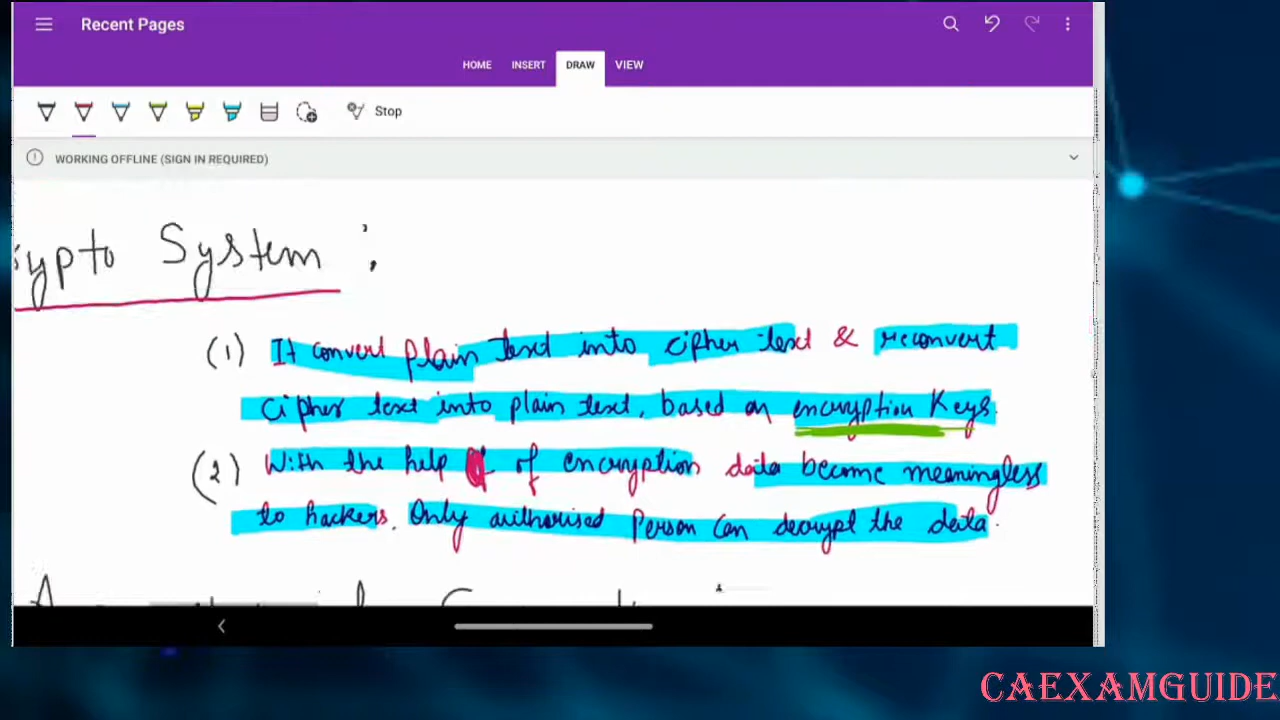 Recent Pages
HOME INSERT DRAW VIEW
Stop
WORKING OFFLINE (SIGN IN REQUIRED)
ypto System :
(1) It convert plain text into cipher text & reconvert
cipher text into plain text, based on encryption Keys.
(2) With the help of encryption data become meaningless
to hackers. Only authorised Person can decrypt the data.
CAEXAMGUIDE